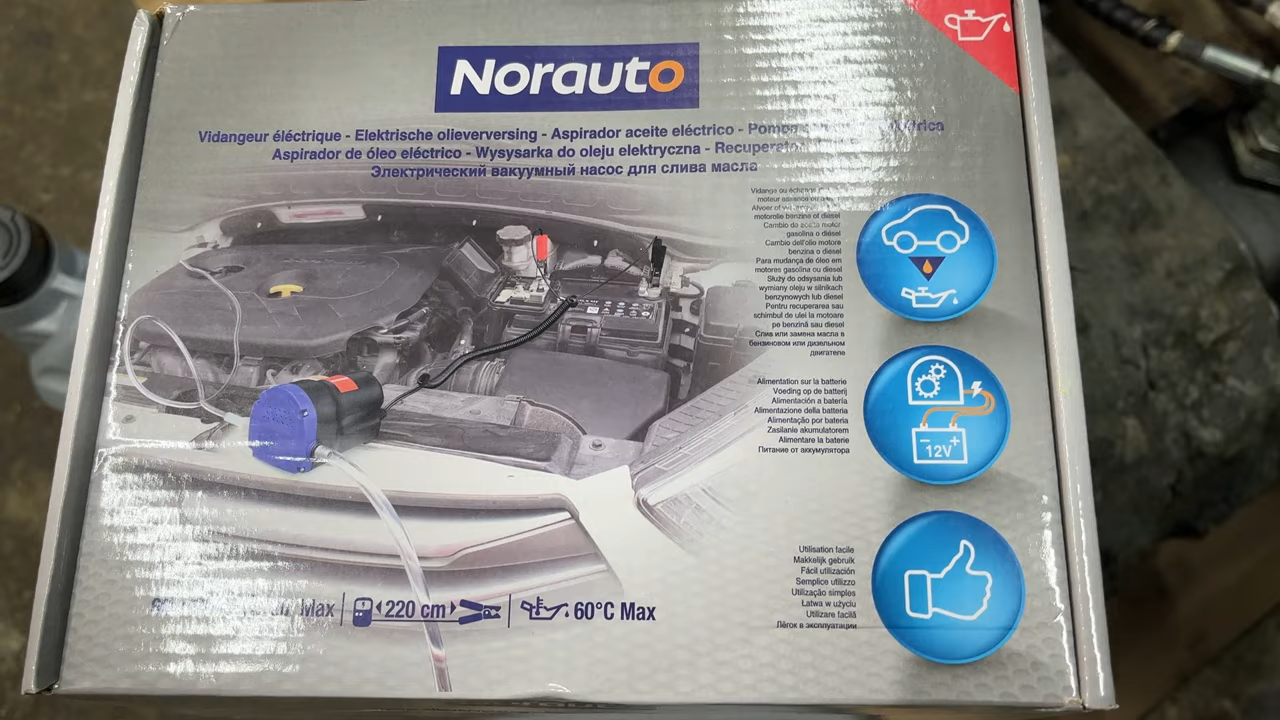 Norauto
Vidangeur éléctrique - Elektrische olieverversing - Aspirador aceite eléctrico - Pompa
Aspirador de óleo eléctrico - Wysysarka do oleju elektryczna -
Электрический вакуумный насос для слива масла
Vidange ou
moteur
motorolie benzine of diesel
Cambio do aceite motor
gasolina o diésel
Cambio dell'olio motore
benzina o diesel
Para mudança de óleo em
motores gasolina ou diesel
Służy do odsysania lub
wymiany oleju w silnikach
benzynowych lub diesel
Pentru recuperarea sau
schimbul de ulei la motoare
pe benzină sau diesel
Слив или замена масла в
бензиновом или дизельном
двигателе
Alimentation sur la batterie
Voeding op de batterij
Alimentación a batería
Alimentazione della batteria
Alimentação por bateria
Zasilanie akumulatorem
Alimentare la baterie
Питание от аккумулятора
- +
12V
Utilisation facile
Makkelijk gebruik
Fácil utilización
Semplice utilizzo
Utilização simples
Łatwa w użyciu
Utilizare facilă
Лёгок в эксплуатации
Max
220 cm
60°C Max